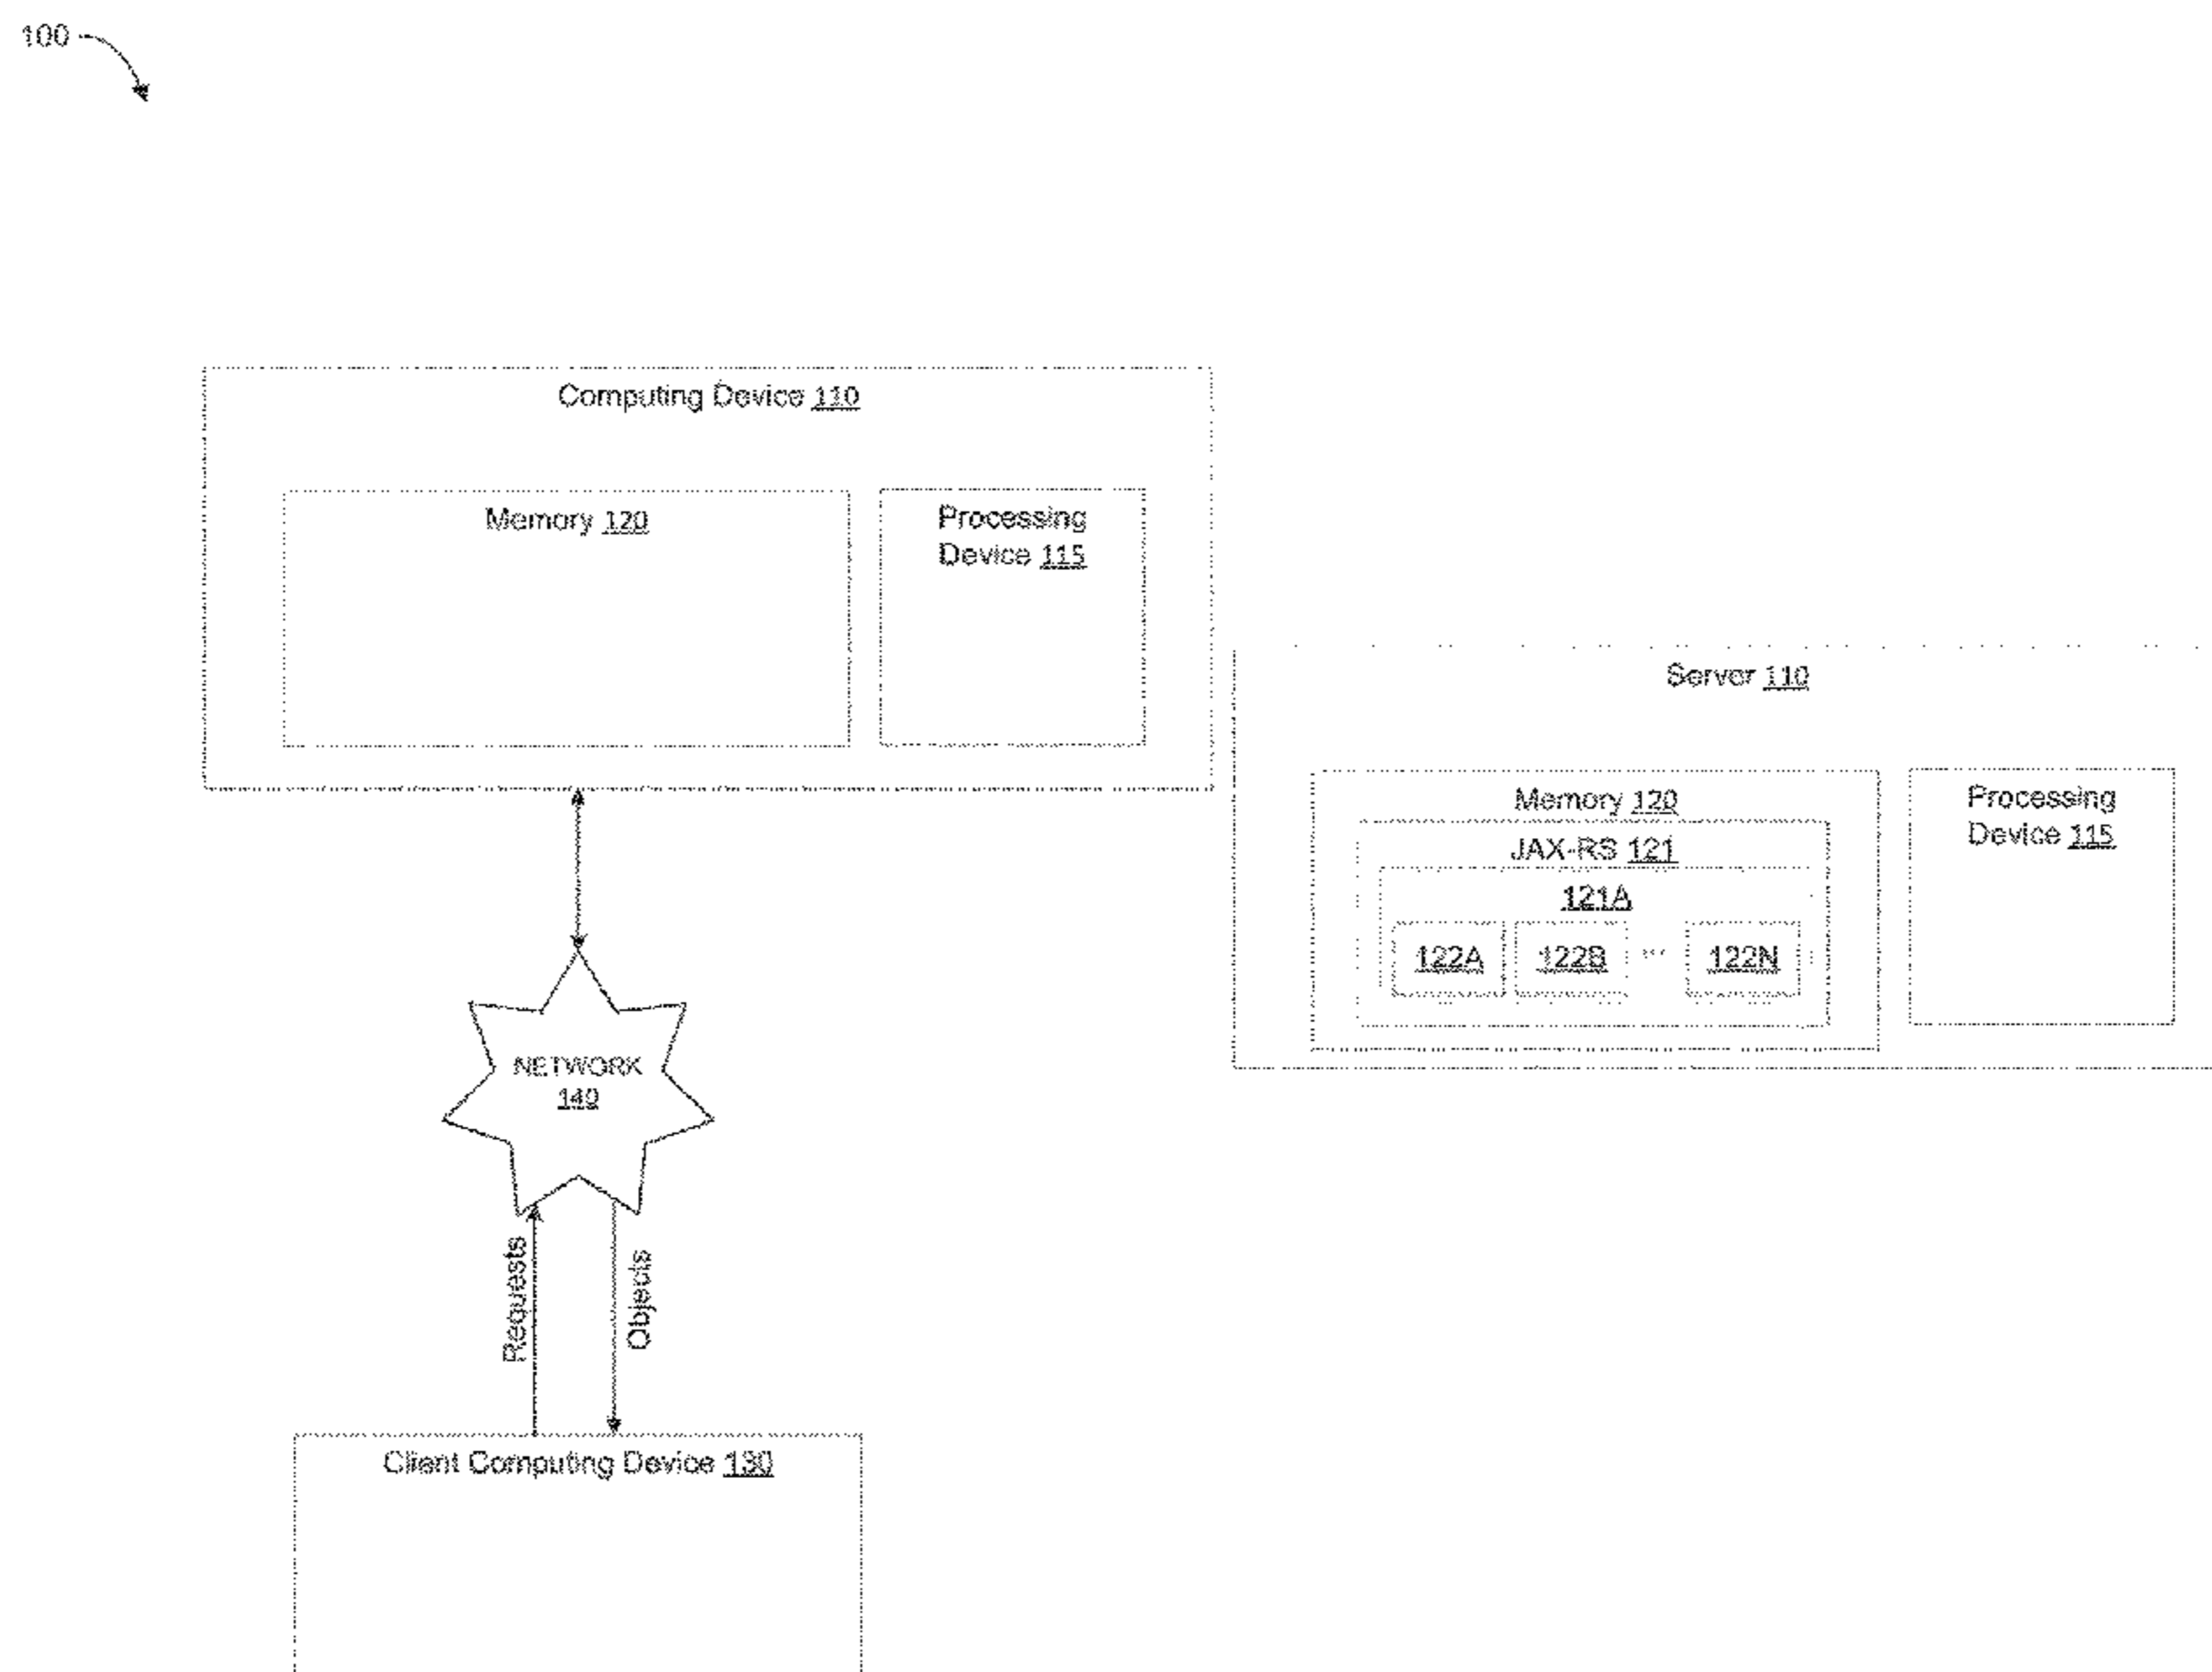 100
Computing Device 110
Memory 120
Processing
Device 115
Server 110
Memory 120
Processing
Device 115
JAX-RS 121
121A
122A 122B ... 122N
NETWORK
140
Requests
Objects
Client Computing Device 130